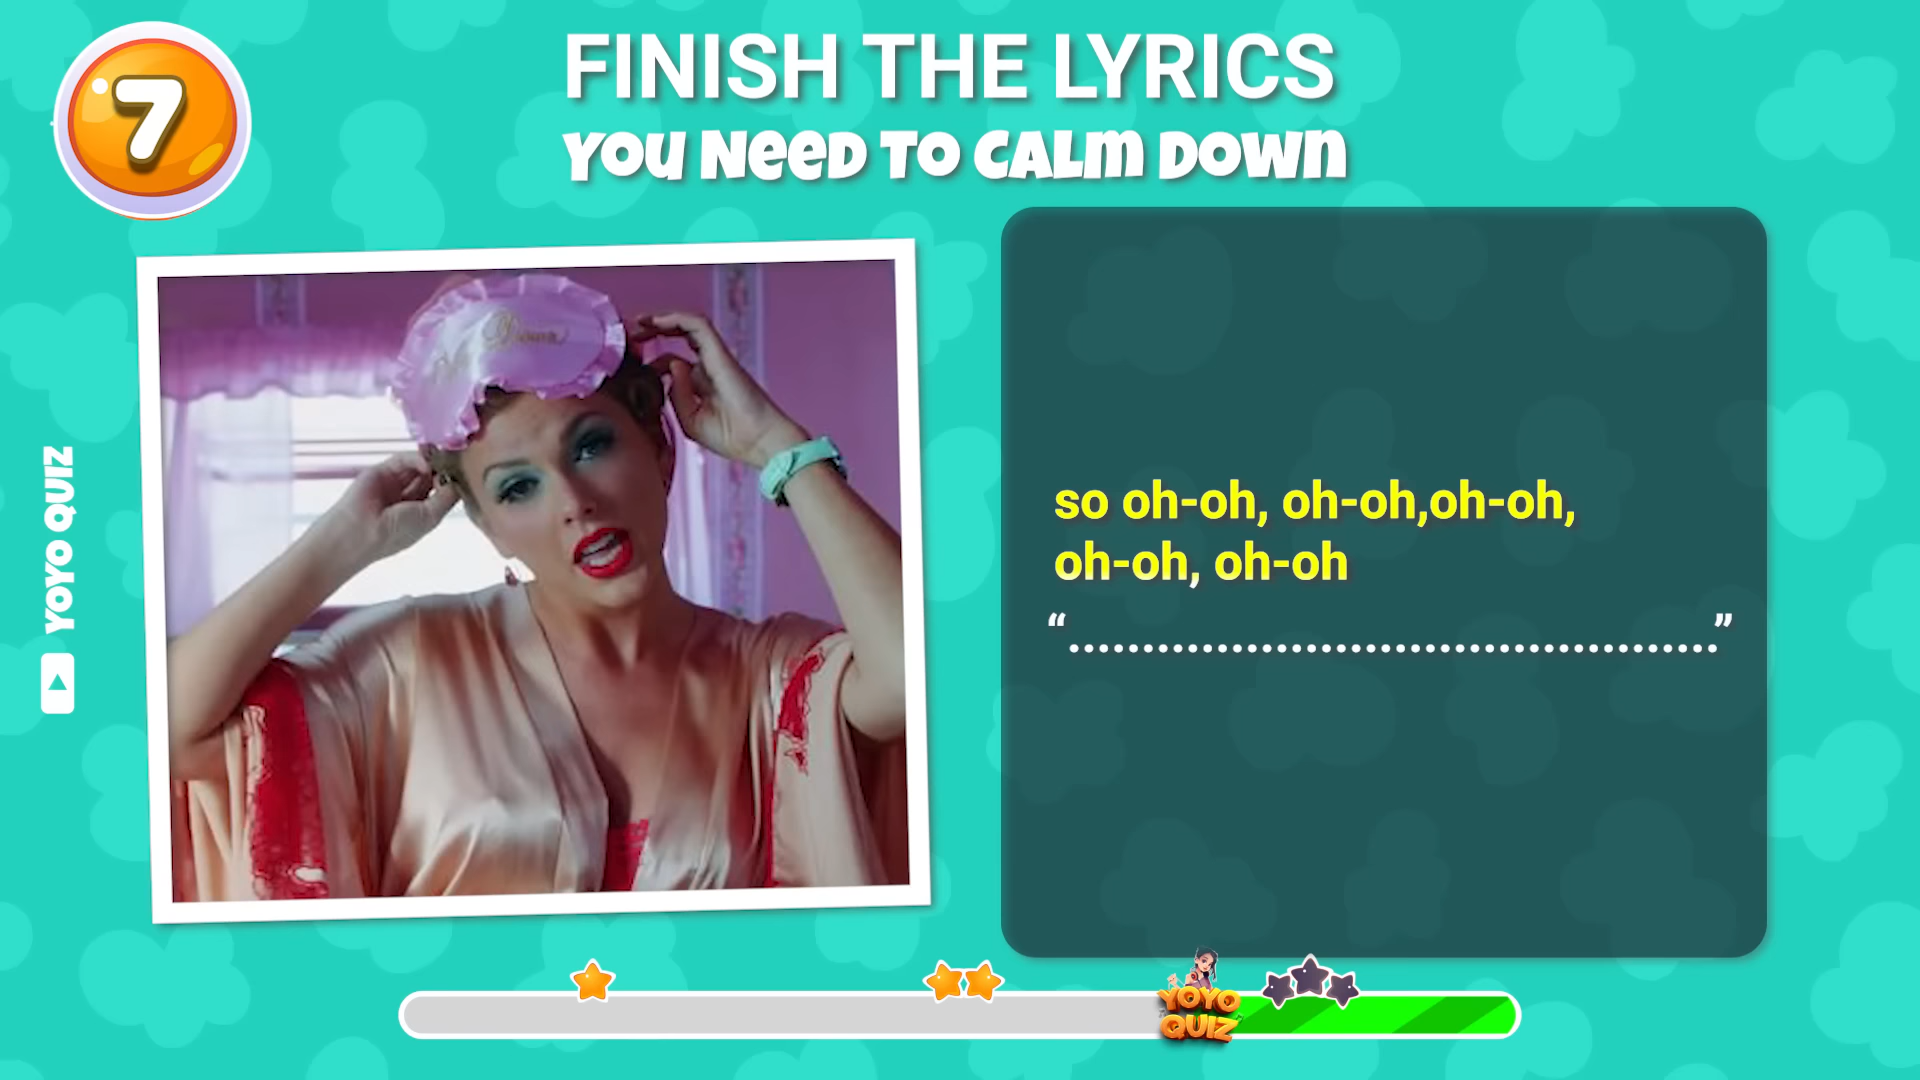 7
FINISH THE LYRICS
YOU NEED TO CALM DOWN
so oh-oh, oh-oh,oh-oh,
oh-oh, oh-oh
“............................................”
YOYO QUIZ
YOYO
QUIZ